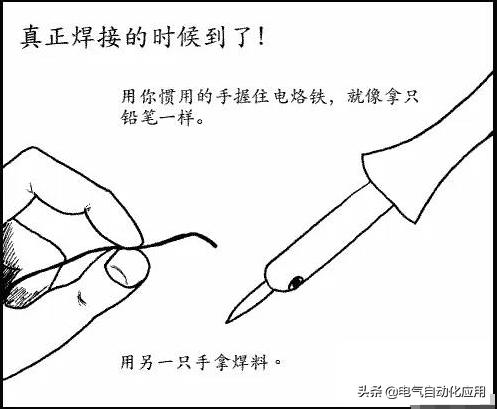 真正焊接的时候到了!
用你惯用的手握住电烙铁，就像拿只
铅笔一样。
用另一只手拿焊料。
头条 @电气自动化应用